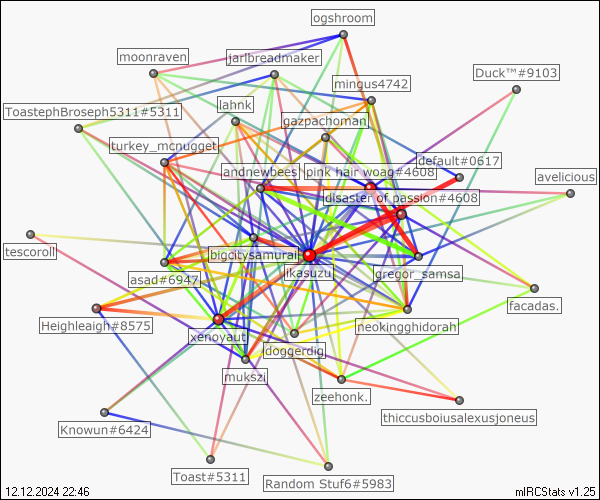 ogshroom
moonraven
jarlbreadmaker
Duck™#9103
mingus4742
ToastephBroseph5311#5311
lahnk
gazpachoman
turkey_mcnugget
default#0617
andnewbees
pink hair woag#4608
avelicious
disaster of passion#4608
tescoroll
bigcitysamurai
ikasuzu
gregor_samsa
asad#6947
facadas.
Heighleaigh#8575
neokingghidorah
xenoyaut
doggerdig
mukszi
zeehonk.
thiccusboiusalexusjoneus
Knowun#6424
Toast#5311
Random Stuf6#5983
12.12.2024 22:46
mIRCStats v1.25